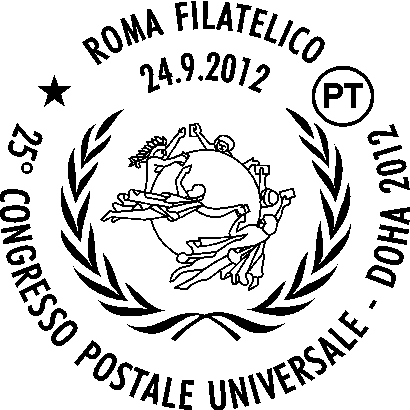 ROMA FILATELICO
24.9.2012
PT
25° CONGRESSO POSTALE UNIVERSALE - DOHA 2012